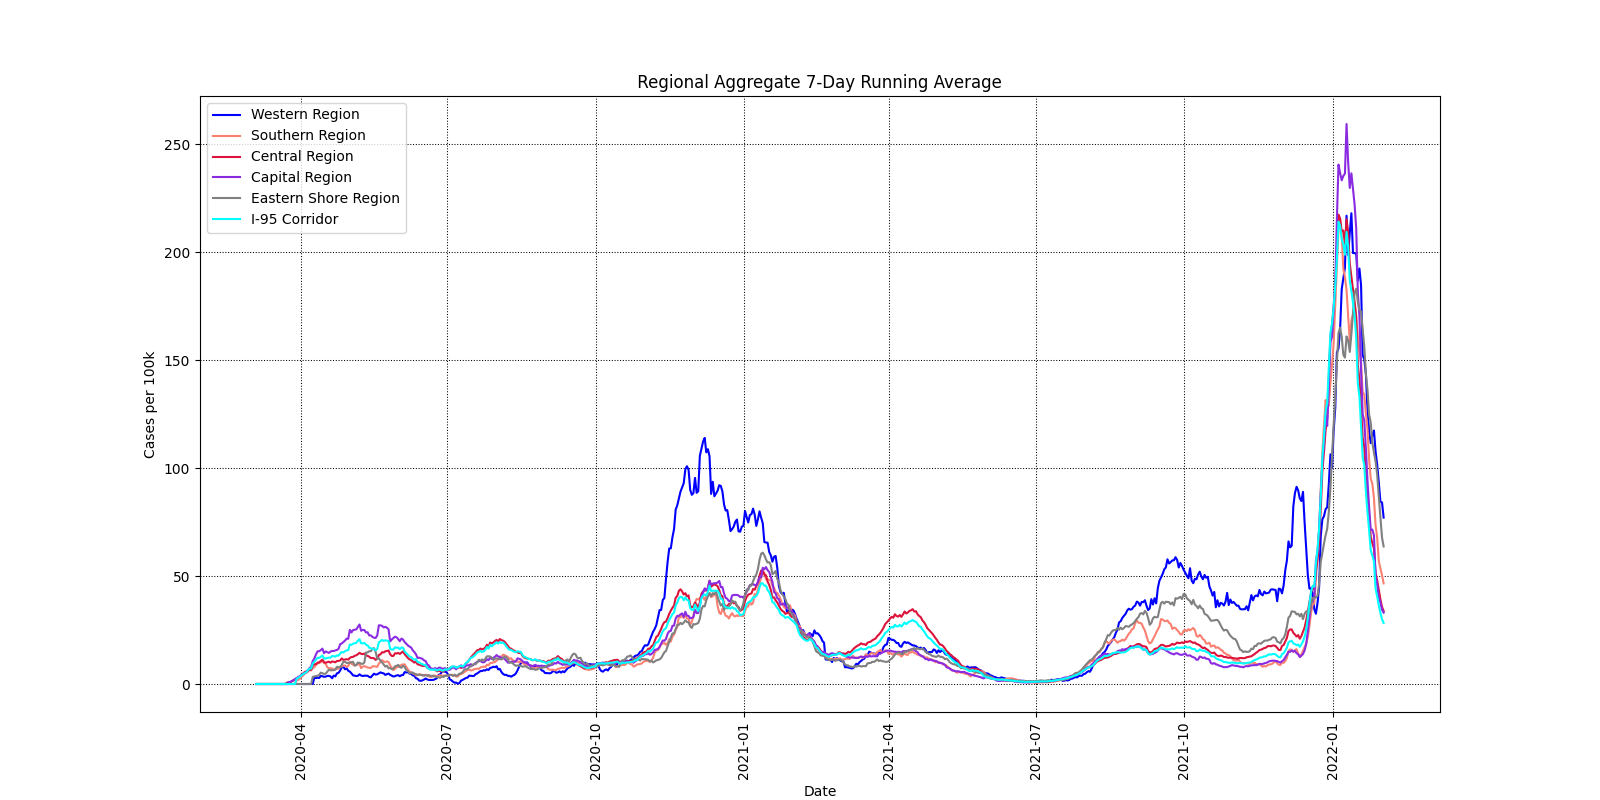 Regional Aggregate 7-Day Running Average
Western Region
Southern Region
Central Region
Capital Region
Eastern Shore Region
I-95 Corridor
Cases per 100k
250
200
150
100
50
0
2020-04
2020-07
2020-10
2021-01
2021-04
2021-07
2021-10
2022-01
Date